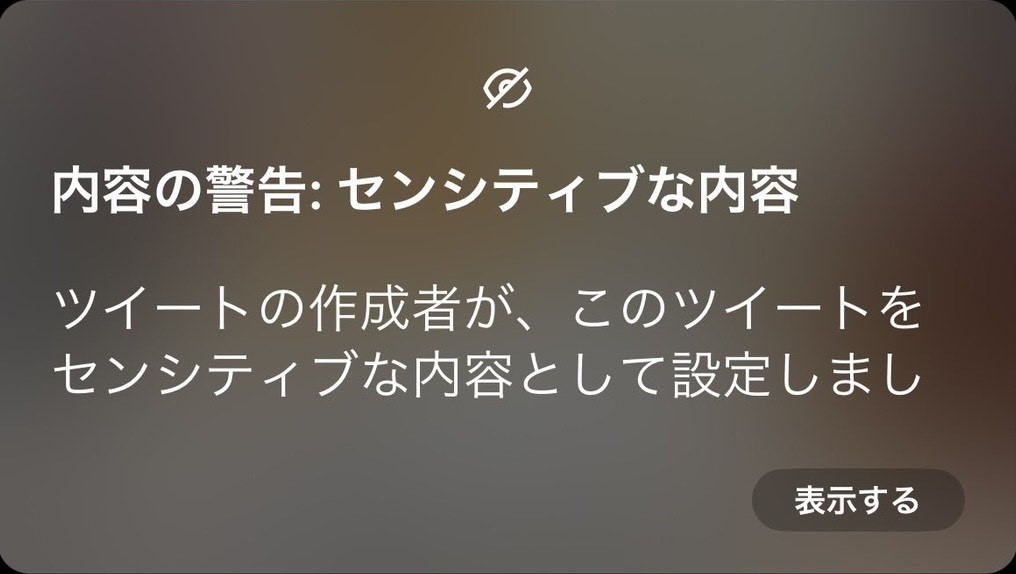 内容の警告: センシティブな内容
ツイートの作成者が、このツイートを
センシティブな内容として設定しまし
表示する